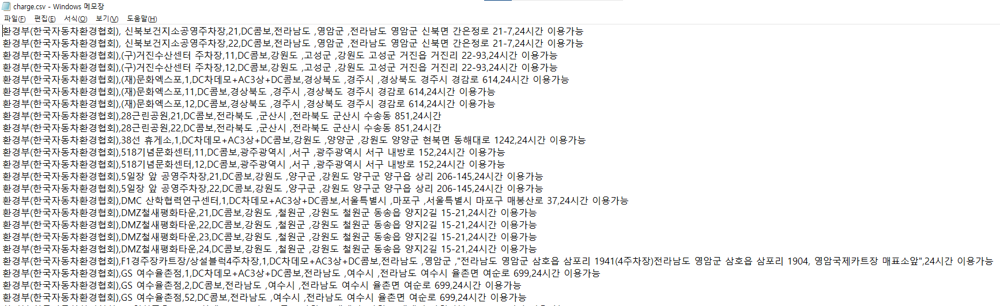 charge.csv - Windows 메모장
파일(F) 편집(E) 서식(O) 보기(V) 도움말(H)
환경부(한국자동차환경협회), 신북보건지소공영주차장,21,DC콤보,전라남도 ,영암군 ,전라남도 영암군 신북면 간은정로 21-7,24시간 이용가능
환경부(한국자동차환경협회), 신북보건지소공영주차장,22,DC콤보,전라남도 ,영암군 ,전라남도 영암군 신북면 간은정로 21-7,24시간 이용가능
환경부(한국자동차환경협회),(구)거진수산센터 주차장,11,DC콤보,강원도 ,고성군 ,강원도 고성군 거진읍 거진리 22-93,24시간 이용가능
환경부(한국자동차환경협회),(구)거진수산센터 주차장,12,DC콤보,강원도 ,고성군 ,강원도 고성군 거진읍 거진리 22-93,24시간 이용가능
환경부(한국자동차환경협회),(재)문화엑스포,1,DC차데모+AC3상+DC콤보,경상북도 ,경주시 ,경상북도 경주시 경감로 614,24시간 이용가능
환경부(한국자동차환경협회),(재)문화엑스포,11,DC콤보,경상북도 ,경주시 ,경상북도 경주시 경감로 614,24시간 이용가능
환경부(한국자동차환경협회),(재)문화엑스포,12,DC콤보,경상북도 ,경주시 ,경상북도 경주시 경감로 614,24시간 이용가능
환경부(한국자동차환경협회),28근린공원,21,DC콤보,전라북도 ,군산시 ,전라북도 군산시 수송동 851,24시간
환경부(한국자동차환경협회),28근린공원,22,DC콤보,전라북도 ,군산시 ,전라북도 군산시 수송동 851,24시간
환경부(한국자동차환경협회),38선 휴게소,1,DC차데모+AC3상+DC콤보,강원도 ,양양군 ,강원도 양양군 현북면 동해대로 1242,24시간 이용가능
환경부(한국자동차환경협회),518기념문화센터,11,DC콤보,광주광역시 ,서구 ,광주광역시 서구 내방로 152,24시간 이용가능
환경부(한국자동차환경협회),518기념문화센터,12,DC콤보,광주광역시 ,서구 ,광주광역시 서구 내방로 152,24시간 이용가능
환경부(한국자동차환경협회),5일장 앞 공영주차장,21,DC콤보,강원도 ,양구군 ,강원도 양구군 양구읍 상리 206-145,24시간 이용가능
환경부(한국자동차환경협회),5일장 앞 공영주차장,22,DC콤보,강원도 ,양구군 ,강원도 양구군 양구읍 상리 206-145,24시간 이용가능
환경부(한국자동차환경협회),DMC 산학협력연구센터,1,DC차데모+AC3상+DC콤보,서울특별시 ,마포구 ,서울특별시 마포구 매봉산로 37,24시간 이용가능
환경부(한국자동차환경협회),DMZ철새평화타운,21,DC콤보,강원도 ,철원군 ,강원도 철원군 동송읍 양지2길 15-21,24시간 이용가능
환경부(한국자동차환경협회),DMZ철새평화타운,22,DC콤보,강원도 ,철원군 ,강원도 철원군 동송읍 양지2길 15-21,24시간 이용가능
환경부(한국자동차환경협회),DMZ철새평화타운,23,DC콤보,강원도 ,철원군 ,강원도 철원군 동송읍 양지2길 15-21,24시간 이용가능
환경부(한국자동차환경협회),DMZ철새평화타운,24,DC콤보,강원도 ,철원군 ,강원도 철원군 동송읍 양지2길 15-21,24시간 이용가능
환경부(한국자동차환경협회),F1경주장카트장/상설블럭4주차장,1,DC차데모+AC3상+DC콤보,전라남도 ,영암군 ,"전라남도 영암군 삼호읍 삼포리 1941(4주차장)전라남도 영암군 삼호읍 삼포리 1904, 영암국제카트장 매표소앞",24시간 이용가능
환경부(한국자동차환경협회),GS 여수율촌점,1,DC차데모+AC3상+DC콤보,전라남도 ,여수시 ,전라남도 여수시 율촌면 여순로 699,24시간 이용가능
환경부(한국자동차환경협회),GS 여수율촌점,2,DC콤보,전라남도 ,여수시 ,전라남도 여수시 율촌면 여순로 699,24시간 이용가능
환경부(한국자동차환경협회),GS 여수율촌점,52,DC콤보,전라남도 ,여수시 ,전라남도 여수시 율촌면 여순로 699,24시간 이용가능